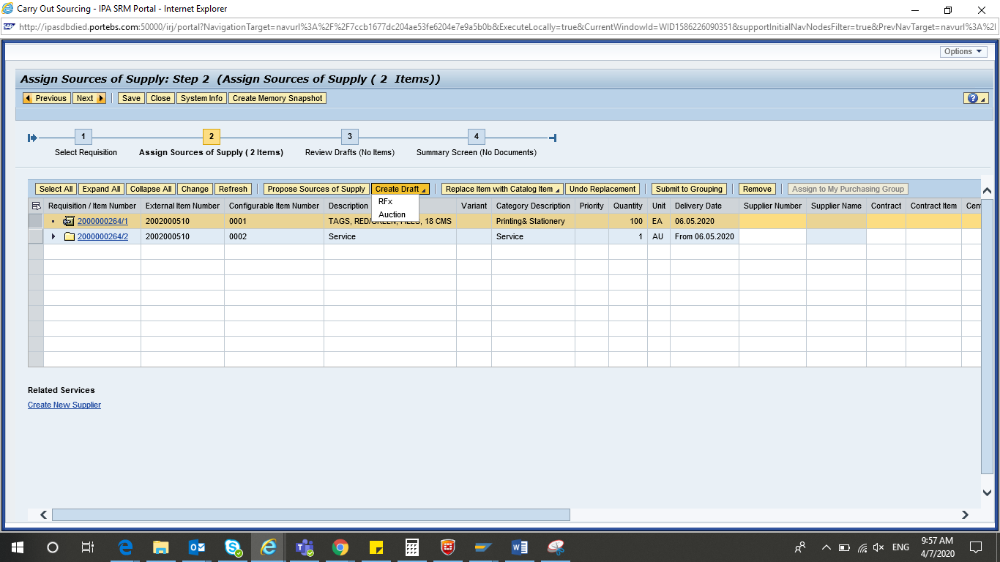 Carry Out Sourcing - IPA SRM Portal - Internet Explorer
http://ipasdbdied.portebs.com:50000/irj/portal?NavigationTarget=navurl%3A%2F%2F7ccb1677dc204ae53fe6204e7e9a5b0b&ExecuteLocally=true&CurrentWindowId=WID1586226090351&supportInitialNavNodesFilter=true&PrevNavTarget=navurl%3A%2
Options
Assign Sources of Supply: Step 2 (Assign Sources of Supply ( 2 Items))
Previous Next Save Close System Info Create Memory Snapshot
1 2 3 4
Select Requisition Assign Sources of Supply ( 2 Items) Review Drafts (No Items) Summary Screen (No Documents)
Select All Expand All Collapse All Change Refresh Propose Sources of Supply Create Draft Replace Item with Catalog Item Undo Replacement Submit to Grouping Remove Assign to My Purchasing Group
RFx
Auction
Requisition / Item Number External Item Number Configurable Item Number Description Variant Category Description Priority Quantity Unit Delivery Date Supplier Number Supplier Name Contract Contract Item Cen
2000000264/1 2002000510 0001 TAGS, RED/GREEN, FILES, 18 CMS Printing& Stationery 100 EA 06.05.2020
2000000264/2 2002000510 0002 Service Service 1 AU From 06.05.2020
Related Services
Create New Supplier
ENG
9:57 AM
4/7/2020